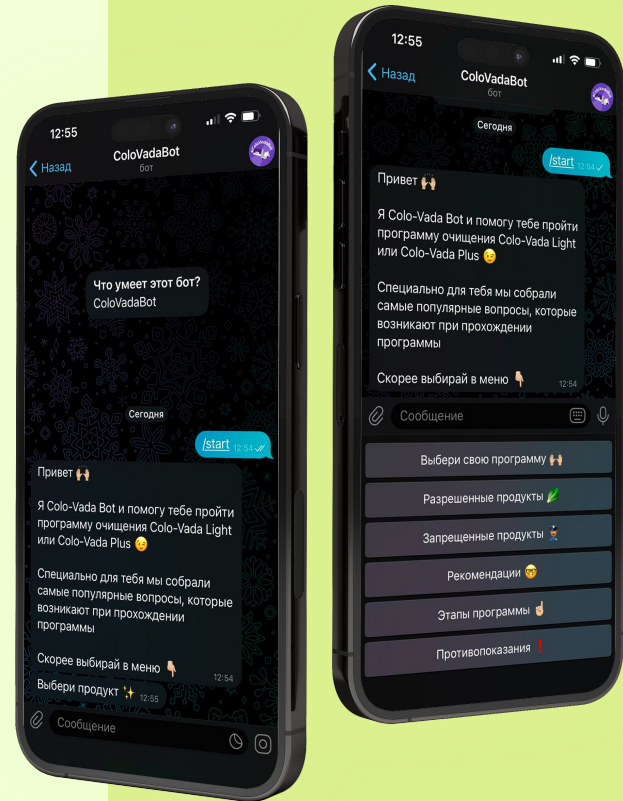 12:55
Назад
ColoVadaBot
бот
Что умеет этот бот?
ColoVadaBot
Сегодня
/start 12:54
Привет 🙌🏼
Я Colo-Vada Bot и помогу тебе пройти
программу очищения Colo-Vada Light
или Colo-Vada Plus 😉
Специально для тебя мы собрали
самые популярные вопросы, которые
возникают при прохождении
программы
Скорее выбирай в меню 👇🏼
12:54
Выбери продукт ✨ 12:55
Сообщение
12:55
Назад
ColoVadaBot
бот
Сегодня
/start 12:54
Привет 🙌🏼
Я Colo-Vada Bot и помогу тебе пройти
программу очищения Colo-Vada Light
или Colo-Vada Plus 😉
Специально для тебя мы собрали
самые популярные вопросы, которые
возникают при прохождении
программы
Скорее выбирай в меню 👇🏼
12:54
Сообщение
Выбери свою программу 🙌🏼
Разрешенные продукты 🥬
Запрещенные продукты 👮🏽‍♂️
Рекомендации 🤓
Этапы программы ☝🏼
Противопоказания ❗